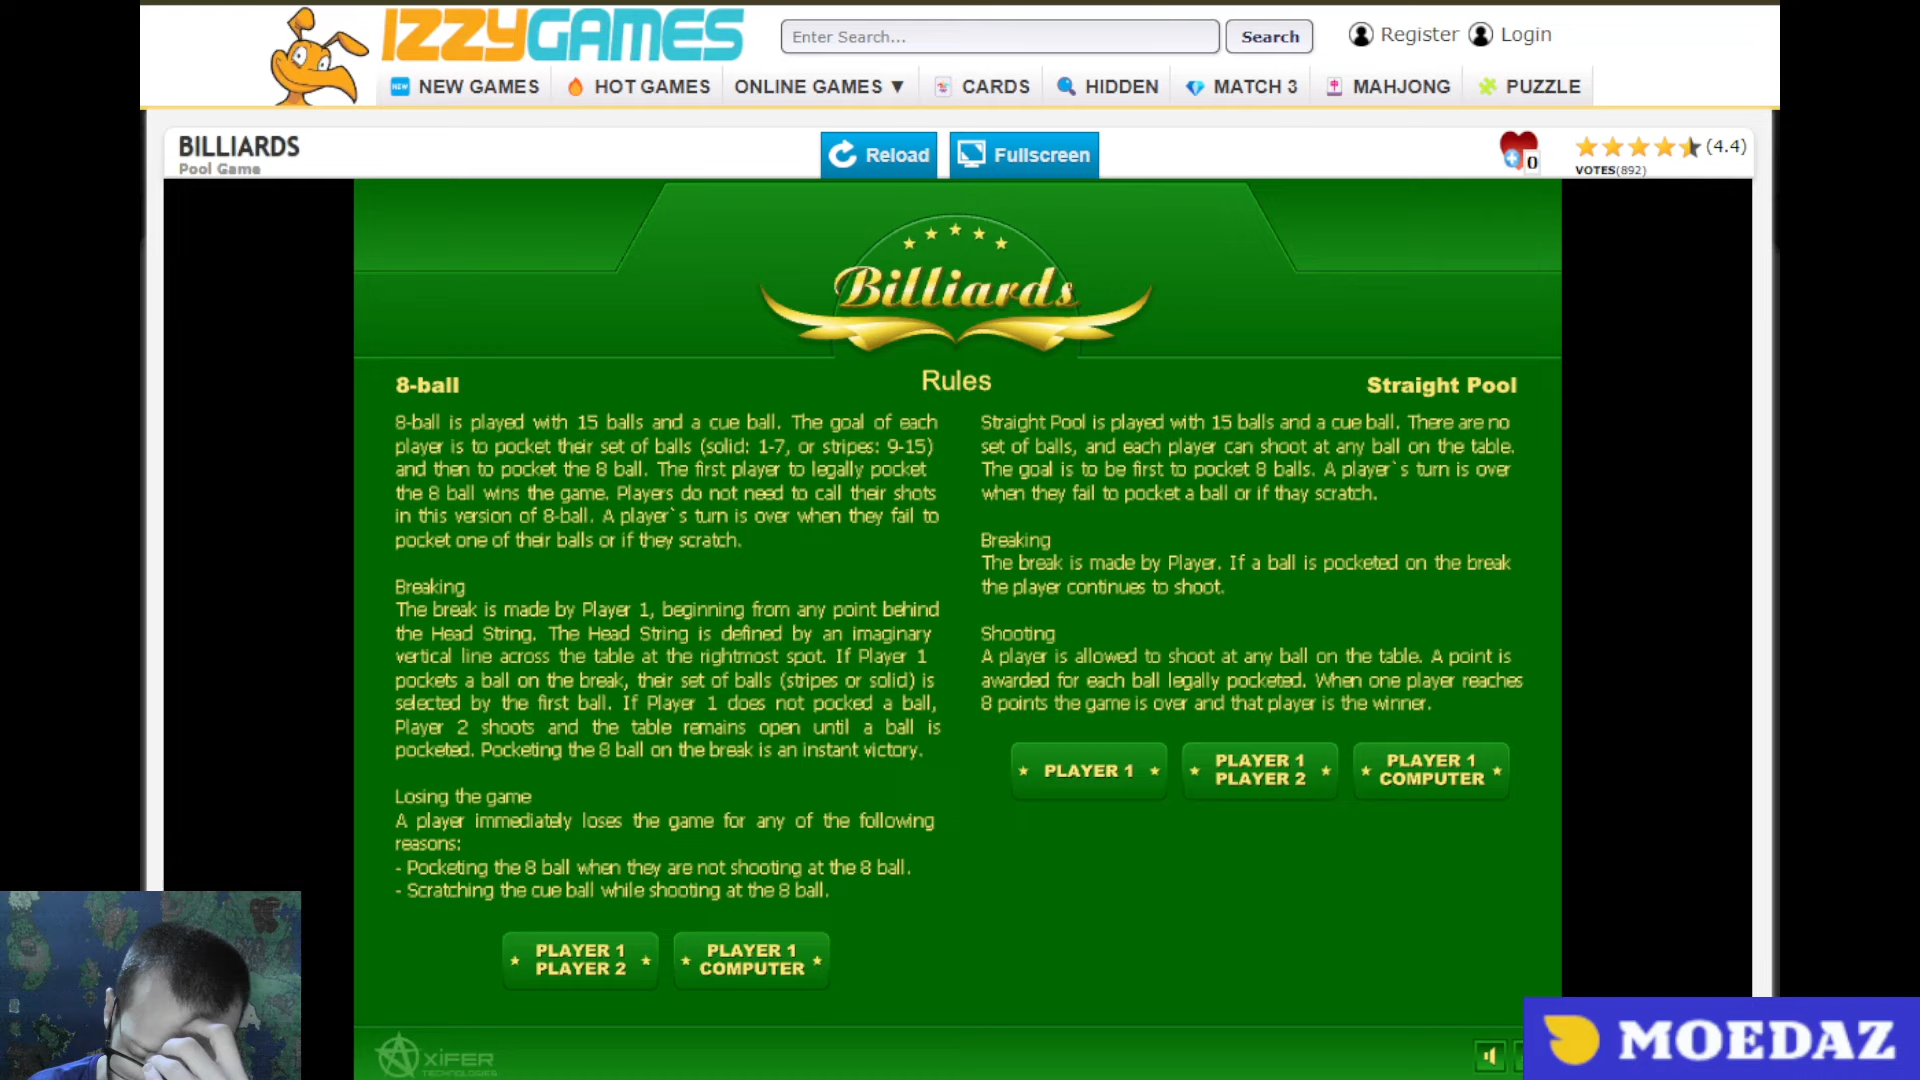 IZZYGAMES
Enter Search...
Search
Register
Login
NEW GAMES
HOT GAMES
ONLINE GAMES ▼
CARDS
HIDDEN
MATCH 3
MAHJONG
PUZZLE
BILLIARDS
Pool Game
Reload
Fullscreen
0
(4.4)
VOTES(892)
Billiards
Rules
8-ball
8-ball is played with 15 balls and a cue ball. The goal of each
player is to pocket their set of balls (solid: 1-7, or stripes: 9-15)
and then to pocket the 8 ball. The first player to legally pocket
the 8 ball wins the game. Players do not need to call their shots
in this version of 8-ball. A player`s turn is over when they fail to
pocket one of their balls or if they scratch.
Breaking
The break is made by Player 1, beginning from any point behind
the Head String. The Head String is defined by an imaginary
vertical line across the table at the rightmost spot. If Player 1
pockets a ball on the break, their set of balls (stripes or solid) is
selected by the first ball. If Player 1 does not pocked a ball,
Player 2 shoots and the table remains open until a ball is
pocketed. Pocketing the 8 ball on the break is an instant victory.
Losing the game
A player immediately loses the game for any of the following
reasons:
- Pocketing the 8 ball when they are not shooting at the 8 ball.
- Scratching the cue ball while shooting at the 8 ball.
PLAYER 1
PLAYER 2
PLAYER 1
COMPUTER
Straight Pool
Straight Pool is played with 15 balls and a cue ball. There are no
set of balls, and each player can shoot at any ball on the table.
The goal is to be first to pocket 8 balls. A player`s turn is over
when they fail to pocket a ball or if thay scratch.
Breaking
The break is made by Player. If a ball is pocketed on the break
the player continues to shoot.
Shooting
A player is allowed to shoot at any ball on the table. A point is
awarded for each ball legally pocketed. When one player reaches
8 points the game is over and that player is the winner.
PLAYER 1
PLAYER 1
PLAYER 2
PLAYER 1
COMPUTER
AXIFER
TECHNOLOGIES
MOEDAZ